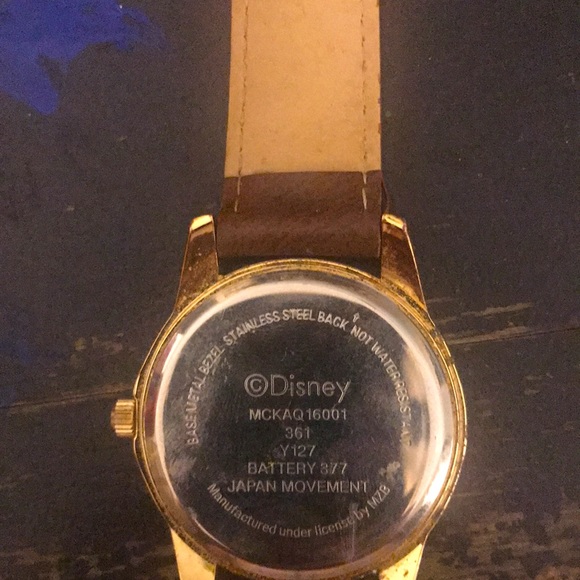 BASE METAL BEZEL STAINLESS STEEL BACK NOT WATER RESISTANT
©Disney
MCKAQ16001
361
Y127
BATTERY 377
JAPAN MOVEMENT
Manufactured under license by MZB